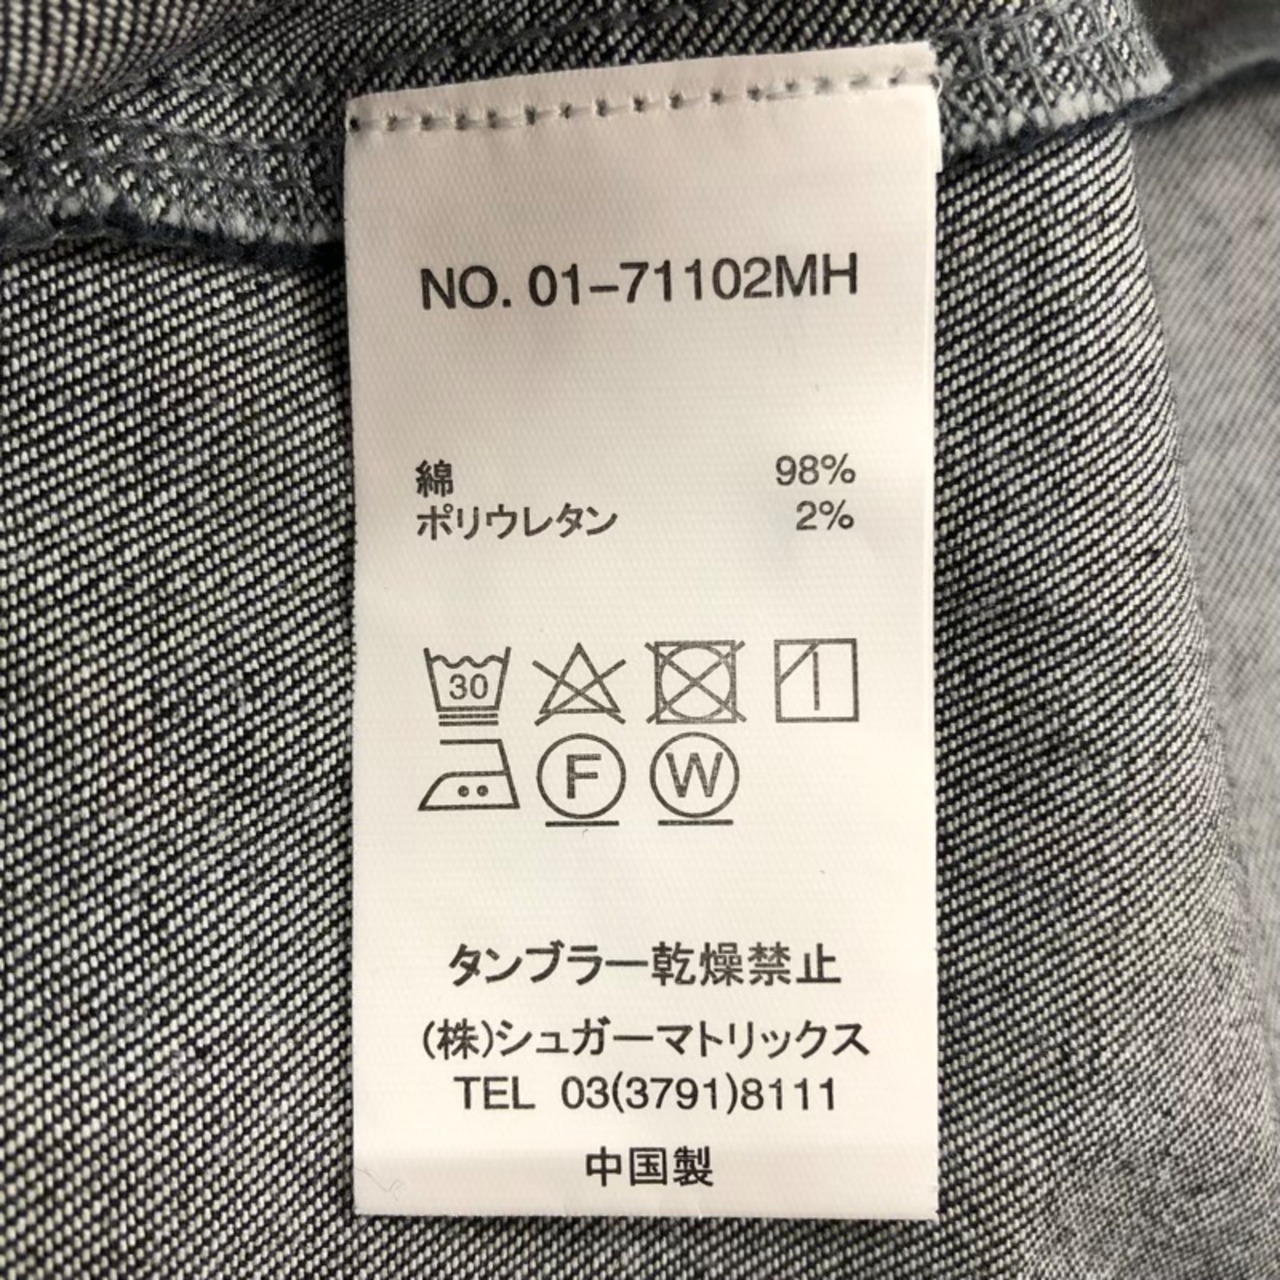 NO. 01-71102MH
綿 98%
ポリウレタン 2%
30
F W
タンブラー乾燥禁止
(株)シュガーマトリックス
TEL 03(3791)8111
中国製